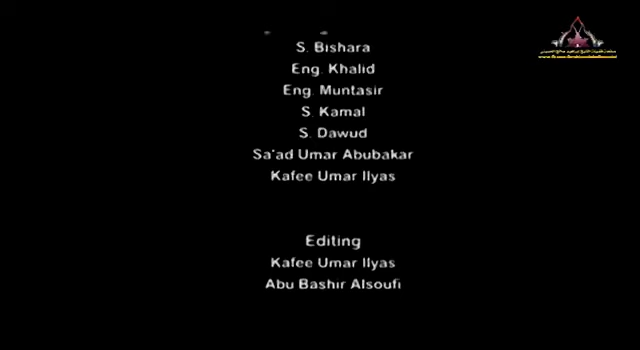 S. Bishara
Eng. Khalid
Eng. Muntasir
S. Kamal
S. Dawud
Sa'ad Umar Abubakar
Kafee Umar Ilyas
Editing
Kafee Umar Ilyas
Abu Bashir Alsoufi